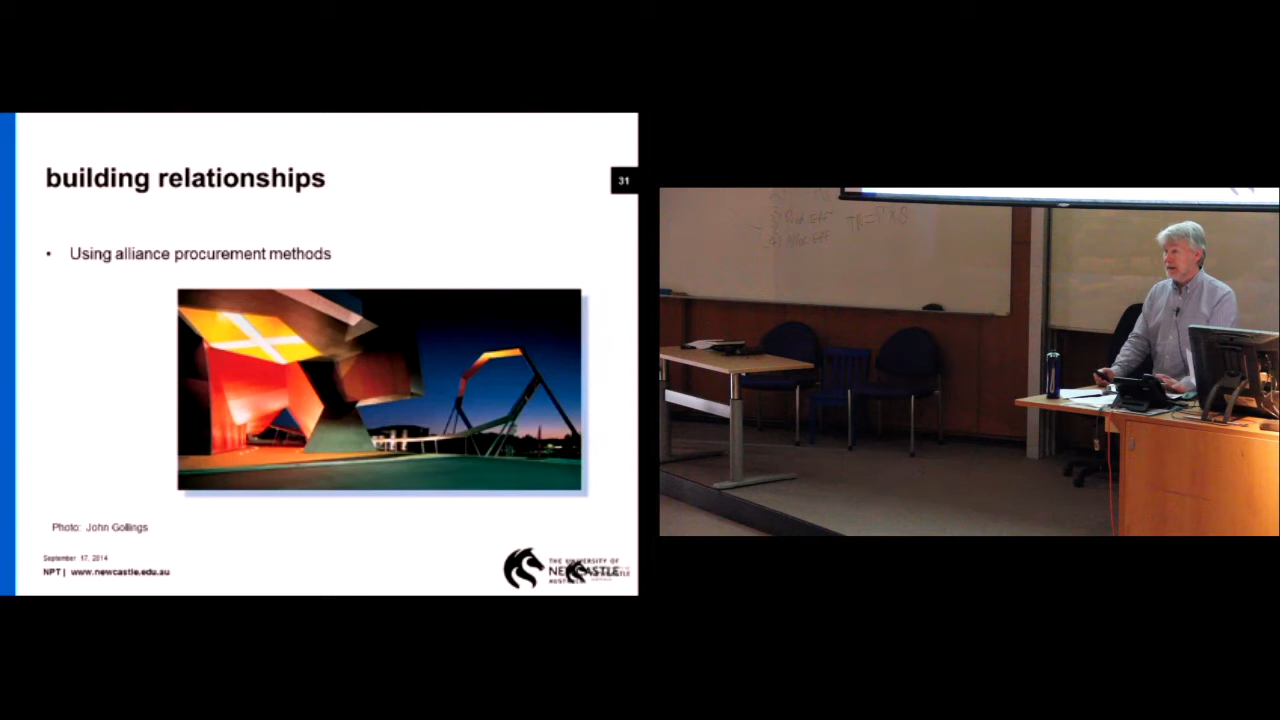 building relationships
31
• Using alliance procurement methods
Photo: John Gollings
September 17, 2014
NPT | www.newcastle.edu.au
THE UNIVERSITY OF
NEWCASTLE
AUSTRALIA